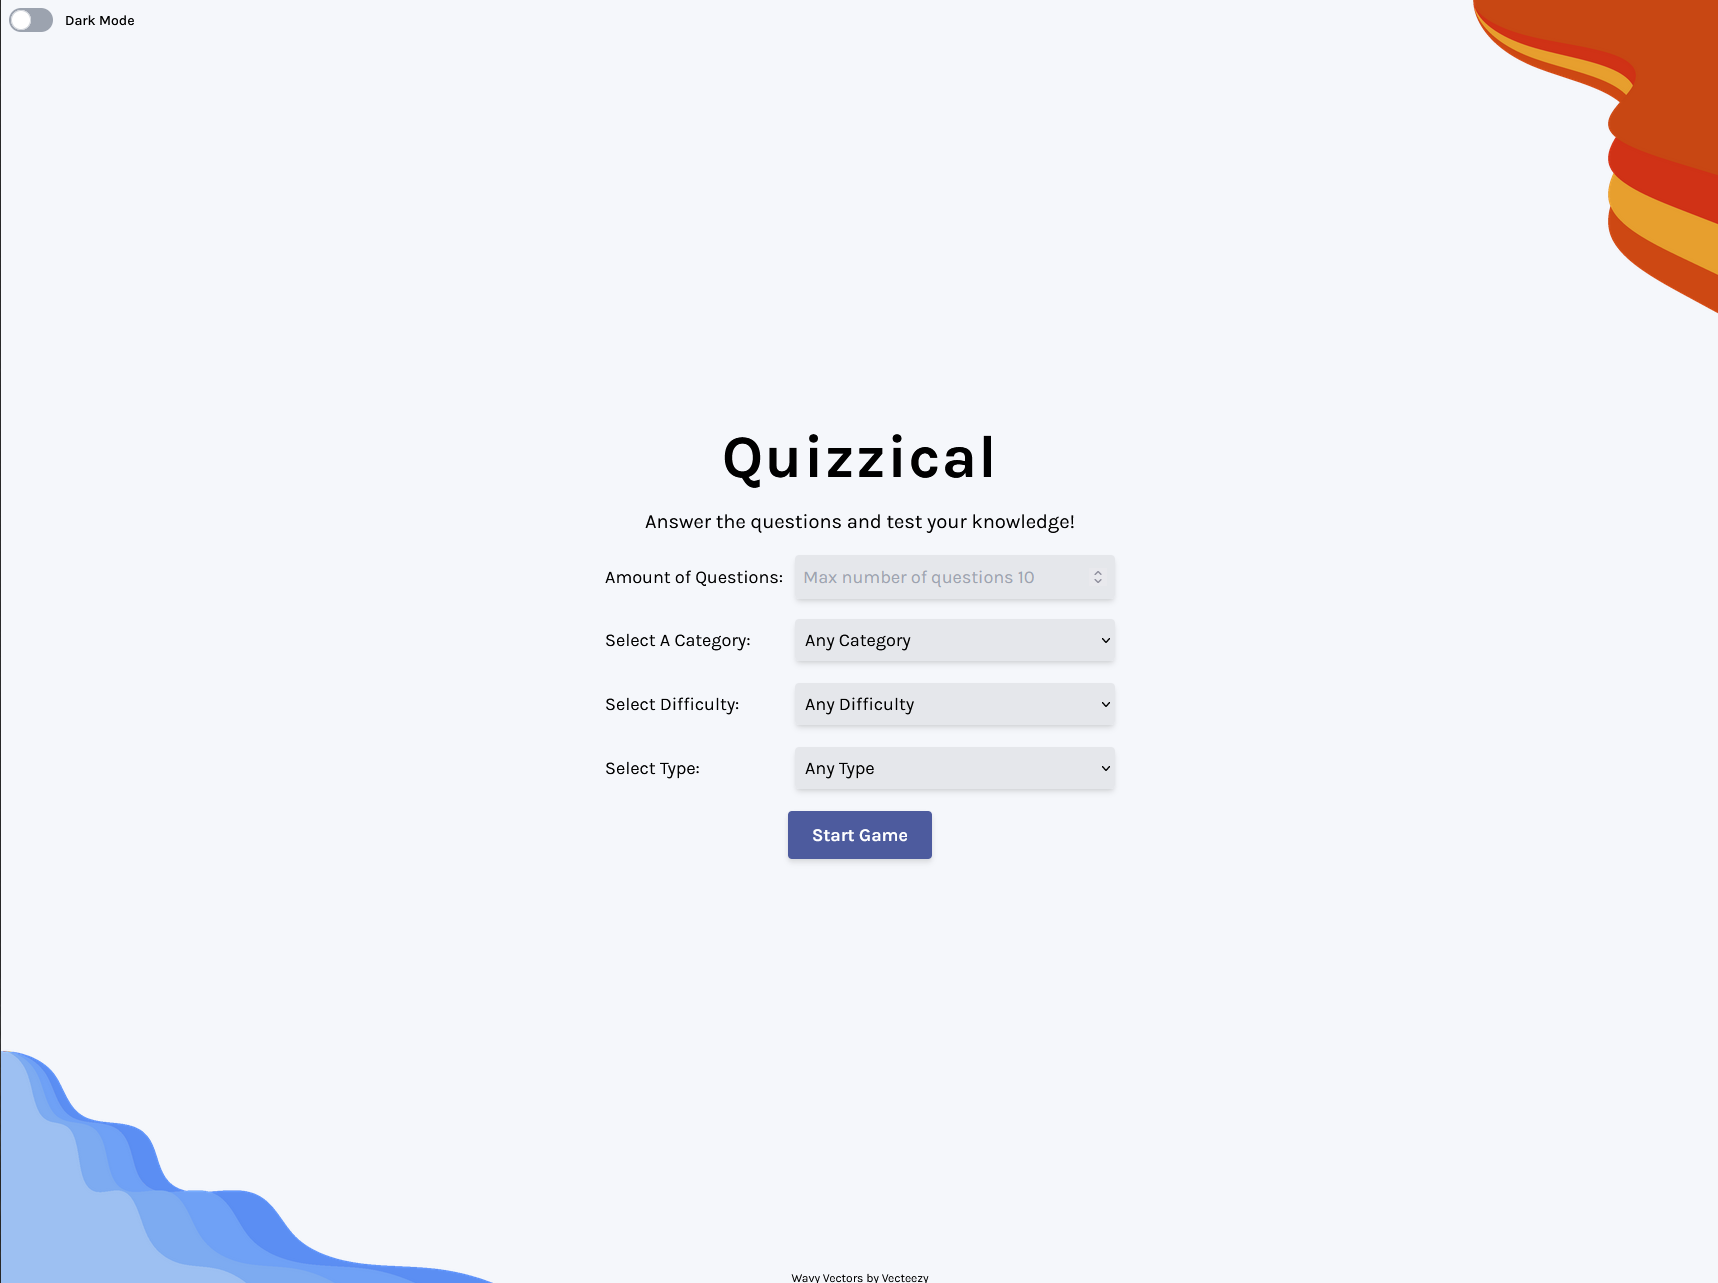 Dark Mode
Quizzical
Answer the questions and test your knowledge!
Amount of Questions: Max number of questions 10
Select A Category: Any Category
Select Difficulty: Any Difficulty
Select Type: Any Type
Start Game
Wavy Vectors by Vecteezy